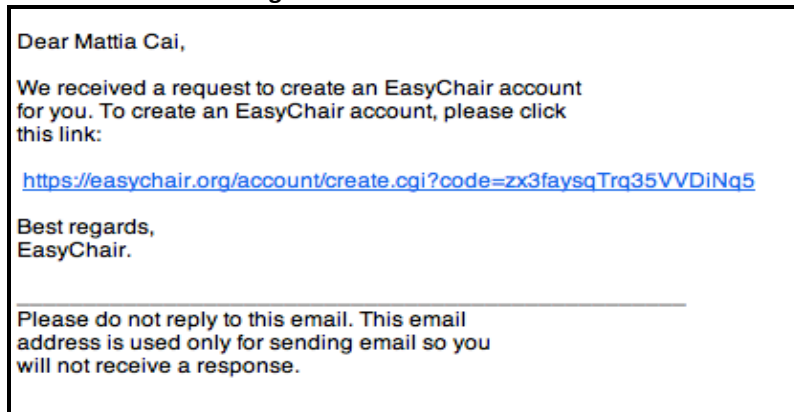 Dear Mattia Cai,
We received a request to create an EasyChair account
for you. To create an EasyChair account, please click
this link:
https://easychair.org/account/create.cgi?code=zx3faysqTrq35VVDiNq5
Best regards,
EasyChair.
Please do not reply to this email. This email
address is used only for sending email so you
will not receive a response.